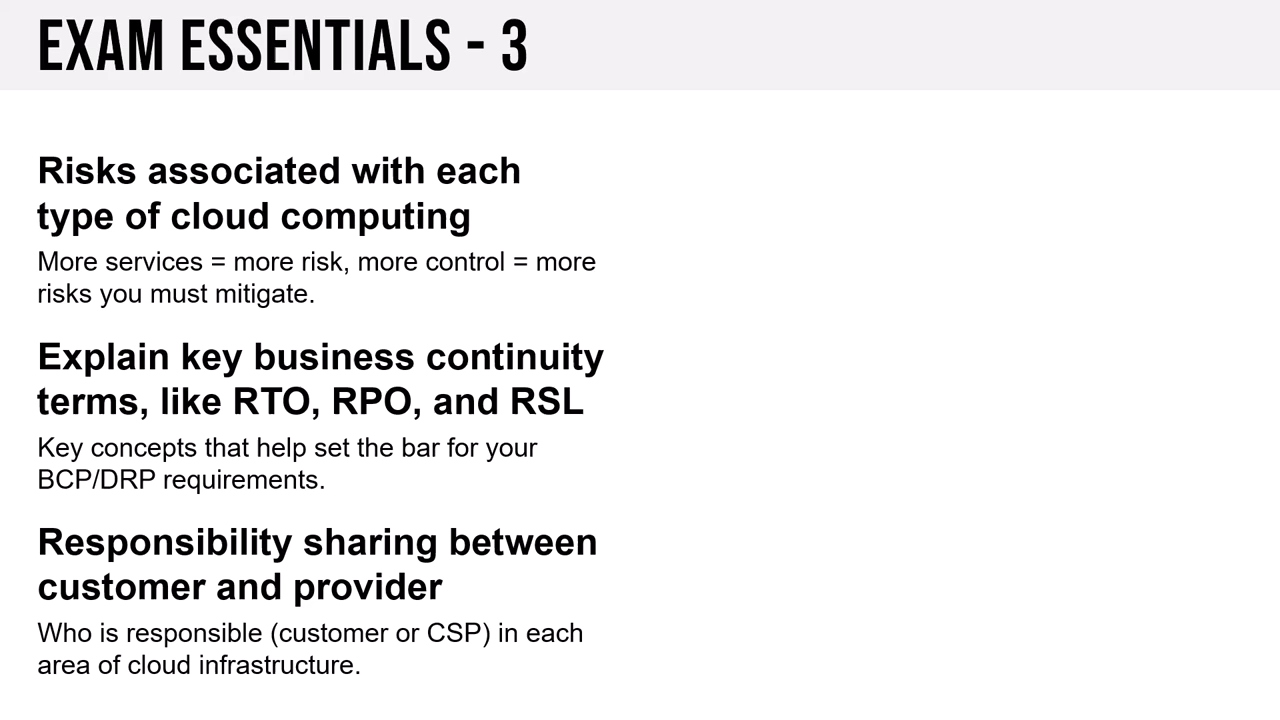 EXAM ESSENTIALS - 3
Risks associated with each
type of cloud computing
More services = more risk, more control = more
risks you must mitigate.
Explain key business continuity
terms, like RTO, RPO, and RSL
Key concepts that help set the bar for your
BCP/DRP requirements.
Responsibility sharing between
customer and provider
Who is responsible (customer or CSP) in each
area of cloud infrastructure.